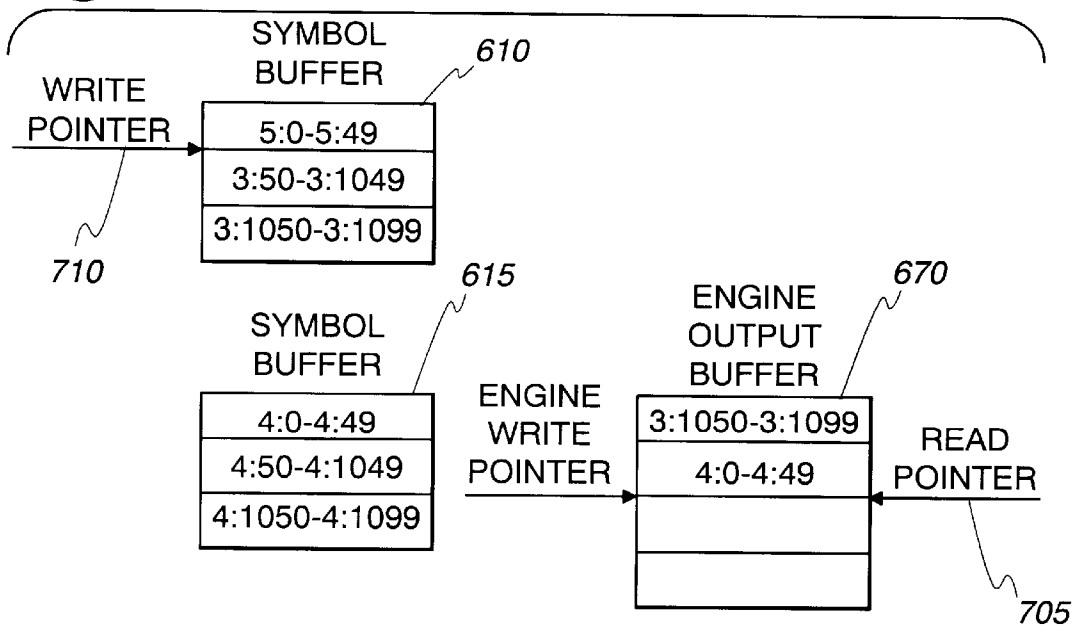 SYMBOL
BUFFER
610
WRITE
POINTER
5:0-5:49
3:50-3:1049
3:1050-3:1099
710
615
SYMBOL
BUFFER
4:0-4:49
4:50-4:1049
4:1050-4:1099
670
ENGINE
OUTPUT
BUFFER
ENGINE
WRITE
POINTER
3:1050-3:1099
4:0-4:49
READ
POINTER
705